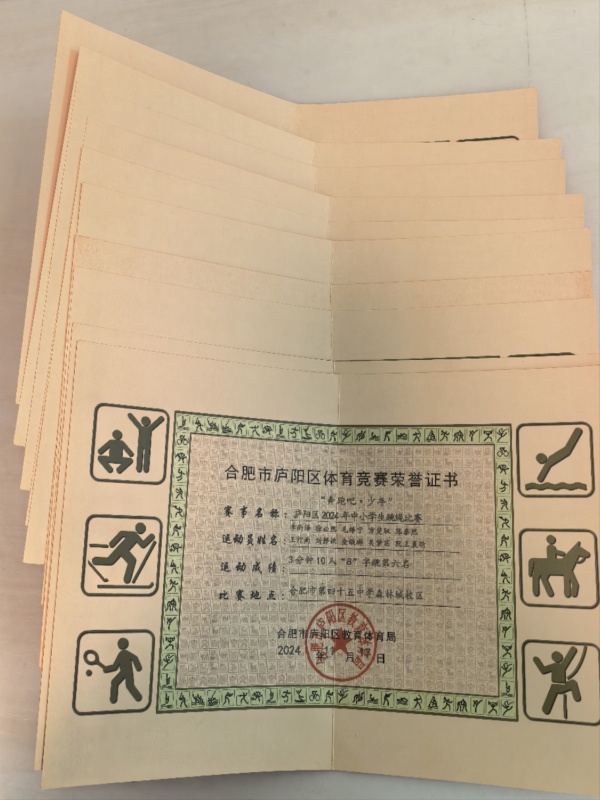 合肥市庐阳区体育竞赛荣誉证书
“奔跑吧·少年”
赛事名称：庐阳区2024年中小学生跳绳比赛
运动员姓名：
运动成绩：3分钟10人“8”字跳第六名
比赛地点：合肥市第四十五中学森林城校区
合肥市庐阳区教育体育局
2024年11月17日